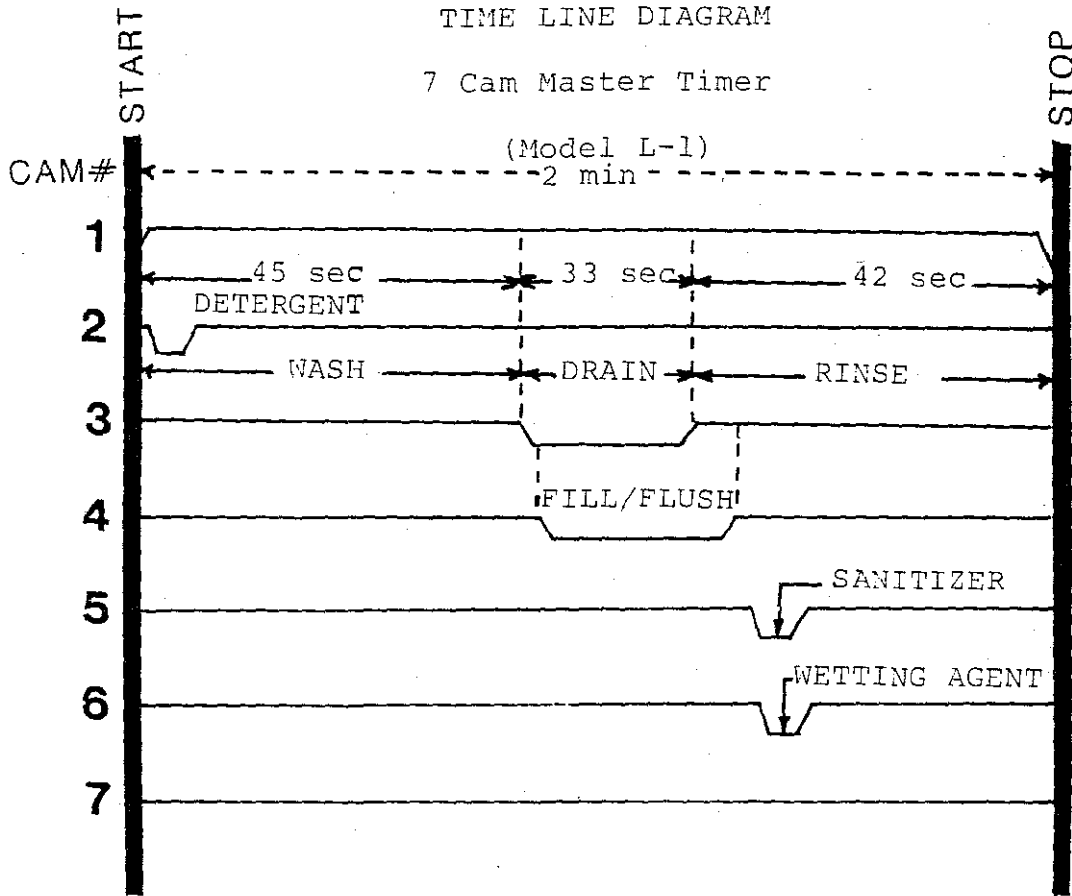 TIME LINE DIAGRAM
START
STOP
7 Cam Master Timer
(Model L-1)
CAM#
2 min
1
45 sec
33 sec
42 sec
DETERGENT
2
WASH
DRAIN
RINSE
3
FILL/FLUSH
4
SANITIZER
5
WETTING AGENT
6
7